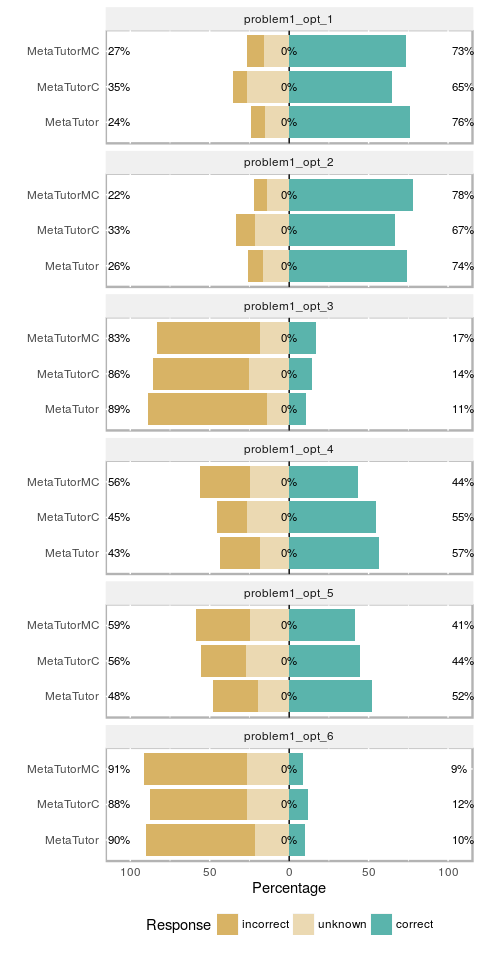 problem1_opt_1
MetaTutorMC 27% 0% 73%
MetaTutorC 35% 0% 65%
MetaTutor 24% 0% 76%
problem1_opt_2
MetaTutorMC 22% 0% 78%
MetaTutorC 33% 0% 67%
MetaTutor 26% 0% 74%
problem1_opt_3
MetaTutorMC 83% 0% 17%
MetaTutorC 86% 0% 14%
MetaTutor 89% 0% 11%
problem1_opt_4
MetaTutorMC 56% 0% 44%
MetaTutorC 45% 0% 55%
MetaTutor 43% 0% 57%
problem1_opt_5
MetaTutorMC 59% 0% 41%
MetaTutorC 56% 0% 44%
MetaTutor 48% 0% 52%
problem1_opt_6
MetaTutorMC 91% 0% 9%
MetaTutorC 88% 0% 12%
MetaTutor 90% 0% 10%
100 50 0 50 100
Percentage
Response incorrect unknown correct